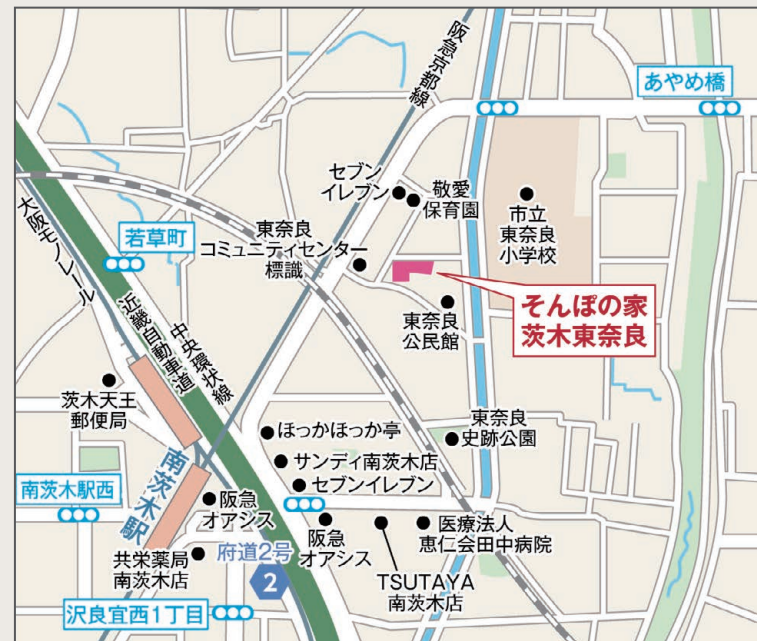 阪急京都線
あやめ橋
セブン
イレブン
敬愛
保育園
市立
東奈良
小学校
東奈良
コミュニティセンター
標識
若草町
大阪モノレール
近畿自動車道
中央環状線
そんぽの家
茨木東奈良
東奈良
公民館
茨木天王
郵便局
ほっかほっか亭
東奈良
史跡公園
サンディ南茨木店
セブンイレブン
南茨木駅西
南茨木駅
阪急
オアシス
阪急
オアシス
医療法人
恵仁会田中病院
共栄薬局
南茨木店
府道2号
2
TSUTAYA
南茨木店
沢良宜西1丁目